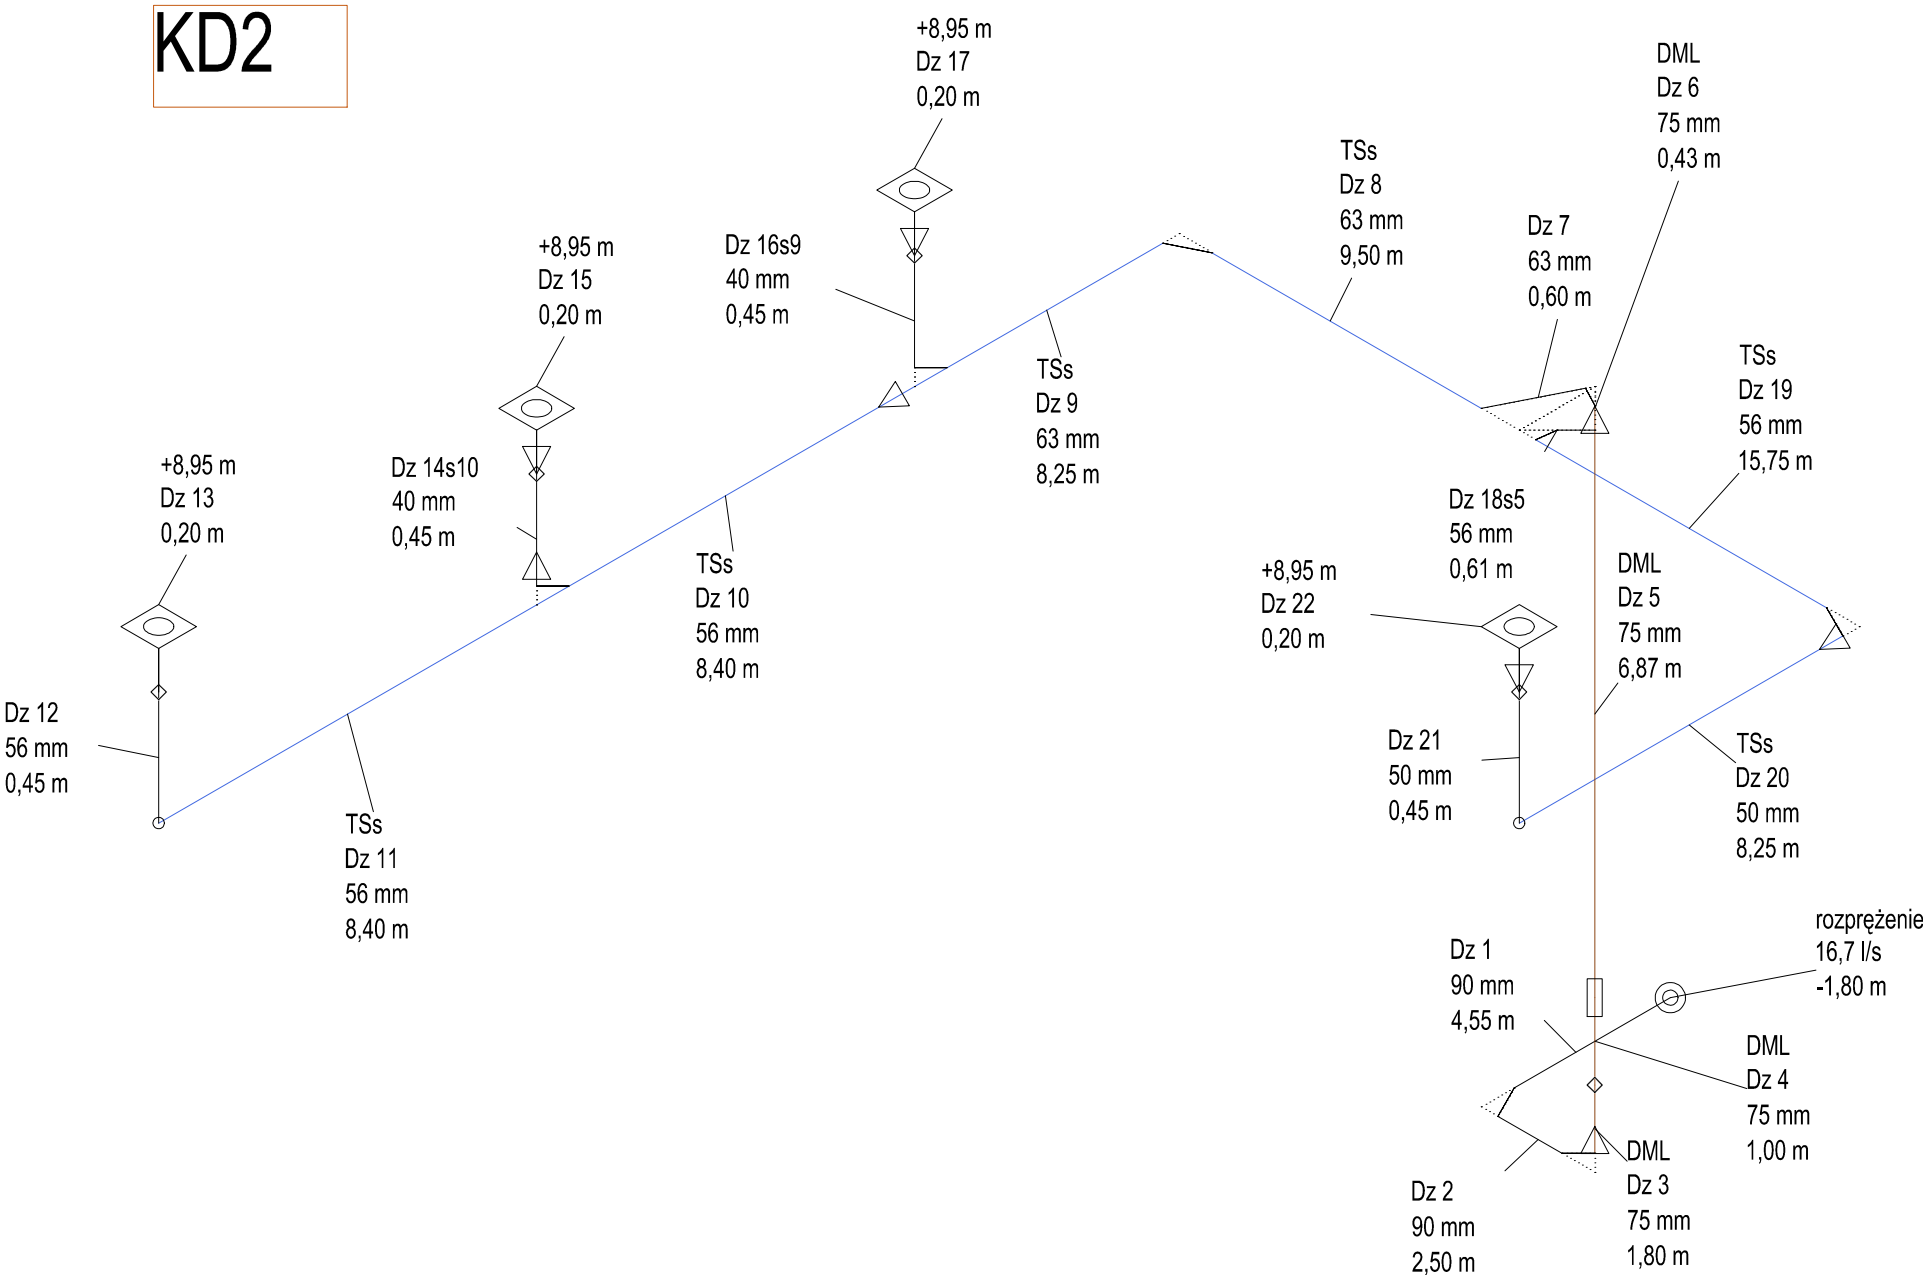 KD2
+8,95 m
Dz 17
0,20 m
DML
Dz 6
75 mm
0,43 m
TSs
Dz 8
63 mm
9,50 m
Dz 7
63 mm
0,60 m
+8,95 m
Dz 15
0,20 m
Dz 16s9
40 mm
0,45 m
TSs
Dz 9
63 mm
8,25 m
TSs
Dz 19
56 mm
15,75 m
+8,95 m
Dz 13
0,20 m
Dz 14s10
40 mm
0,45 m
Dz 18s5
56 mm
0,61 m
TSs
Dz 10
56 mm
8,40 m
+8,95 m
Dz 22
0,20 m
DML
Dz 5
75 mm
6,87 m
Dz 12
56 mm
0,45 m
Dz 21
50 mm
0,45 m
TSs
Dz 20
50 mm
8,25 m
TSs
Dz 11
56 mm
8,40 m
rozprężenie
16,7 l/s
-1,80 m
Dz 1
90 mm
4,55 m
DML
Dz 4
75 mm
1,00 m
DML
Dz 3
75 mm
1,80 m
Dz 2
90 mm
2,50 m